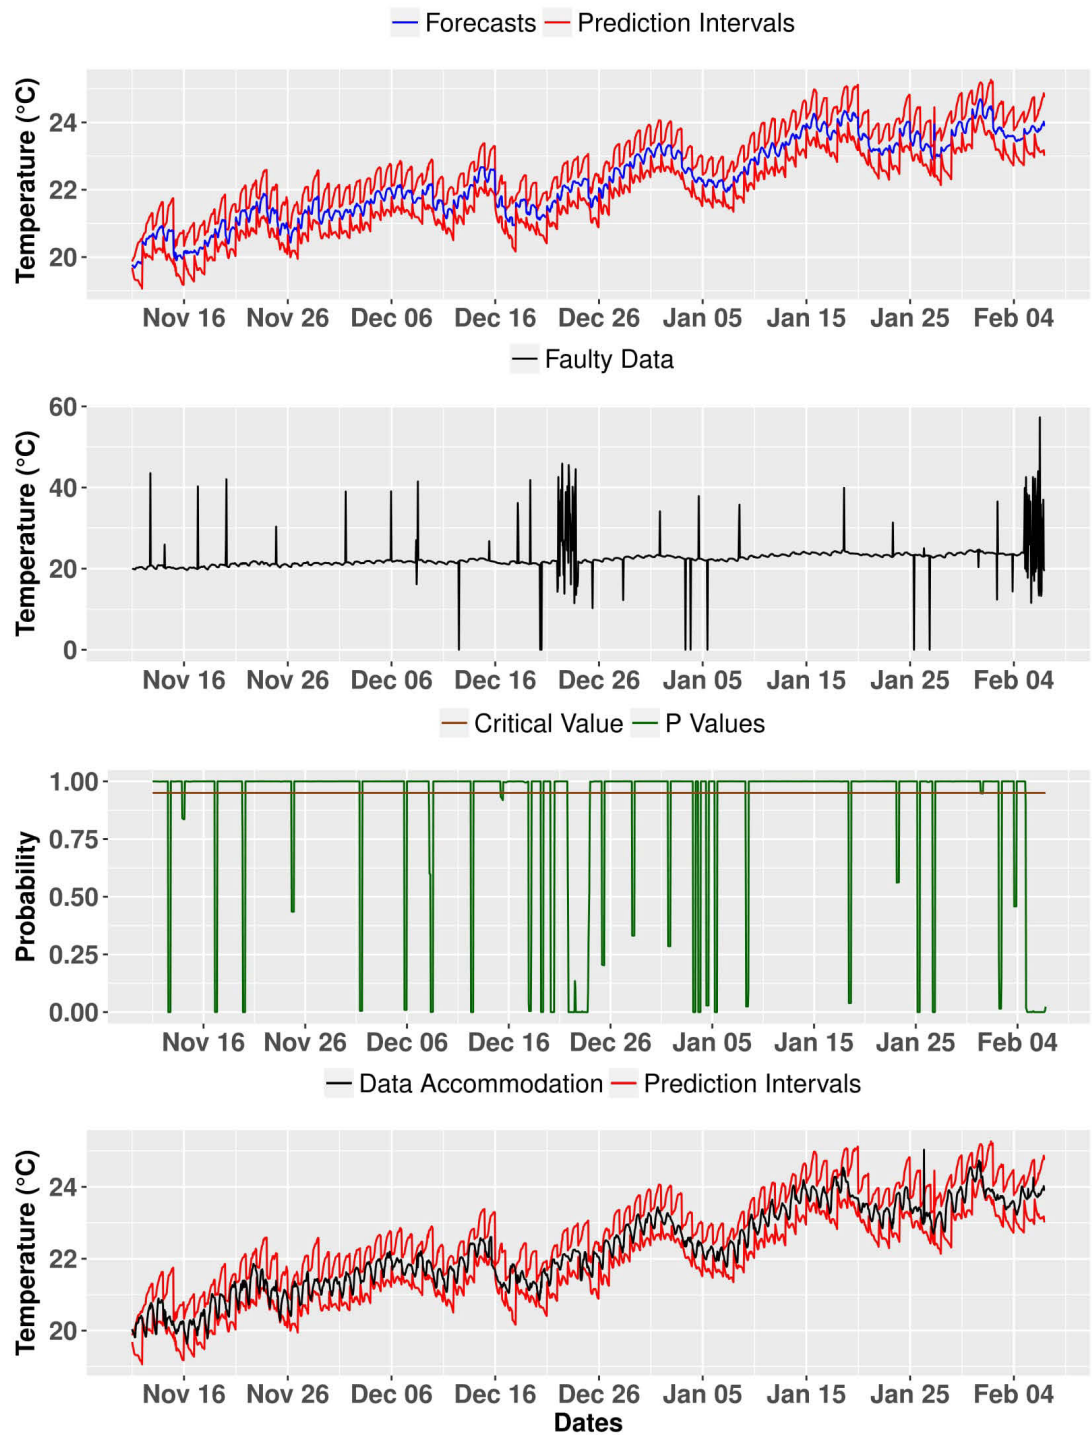 Forecasts Prediction Intervals
Temperature (°C)
24
22
20
Nov 16 Nov 26 Dec 06 Dec 16 Dec 26 Jan 05 Jan 15 Jan 25 Feb 04
Faulty Data
Temperature (°C)
60
40
20
0
Nov 16 Nov 26 Dec 06 Dec 16 Dec 26 Jan 05 Jan 15 Jan 25 Feb 04
Critical Value P Values
Probability
1.00
0.75
0.50
0.25
0.00
Nov 16 Nov 26 Dec 06 Dec 16 Dec 26 Jan 05 Jan 15 Jan 25 Feb 04
Data Accommodation Prediction Intervals
Temperature (°C)
24
22
20
Nov 16 Nov 26 Dec 06 Dec 16 Dec 26 Jan 05 Jan 15 Jan 25 Feb 04
Dates